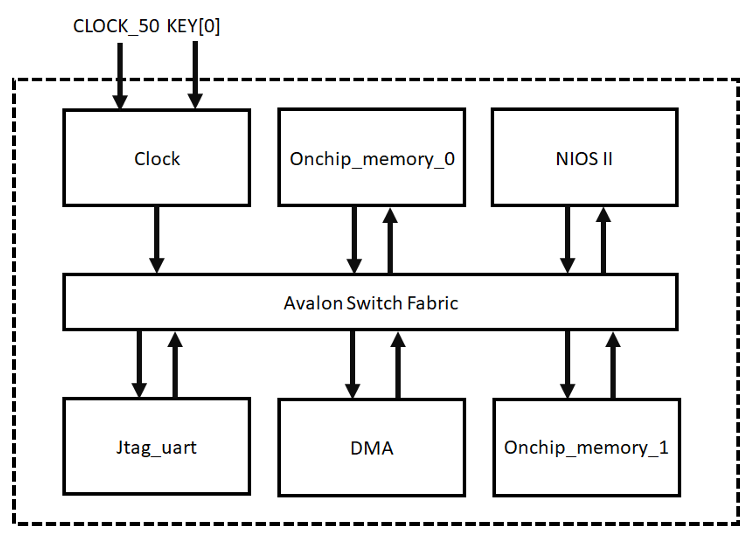 CLOCK_50 KEY[0]
Clock
Onchip_memory_0
NIOS II
Avalon Switch Fabric
Jtag_uart
DMA
Onchip_memory_1